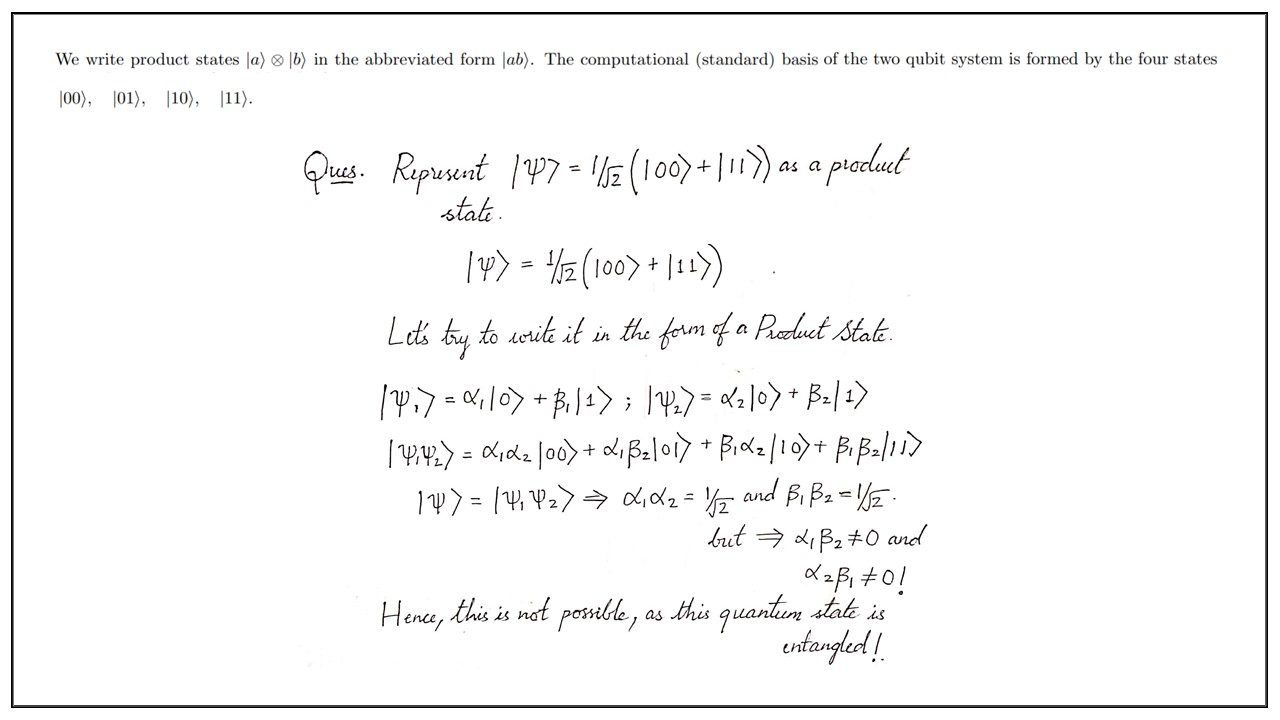 We write product states |a⟩ ⊗ |b⟩ in the abbreviated form |ab⟩. The computational (standard) basis of the two qubit system is formed by the four states
|00⟩, |01⟩, |10⟩, |11⟩.
Ques. Represent |Ψ⟩ = 1/√2 (|00⟩ + |11⟩) as a product
state.
|Ψ⟩ = 1/√2 (|00⟩ + |11⟩)
Let's try to write it in the form of a Product State.
|Ψ₁⟩ = α₁|0⟩ + β₁|1⟩ ; |Ψ₂⟩ = α₂|0⟩ + β₂|1⟩
|Ψ₁Ψ₂⟩ = α₁α₂|00⟩ + α₁β₂|01⟩ + β₁α₂|10⟩ + β₁β₂|11⟩
|Ψ⟩ = |Ψ₁Ψ₂⟩ ⇒ α₁α₂ = 1/√2 and β₁β₂ = 1/√2.
but ⇒ α₁β₂ ≠ 0 and
α₂β₁ ≠ 0!
Hence, this is not possible, as this quantum state is
entangled!